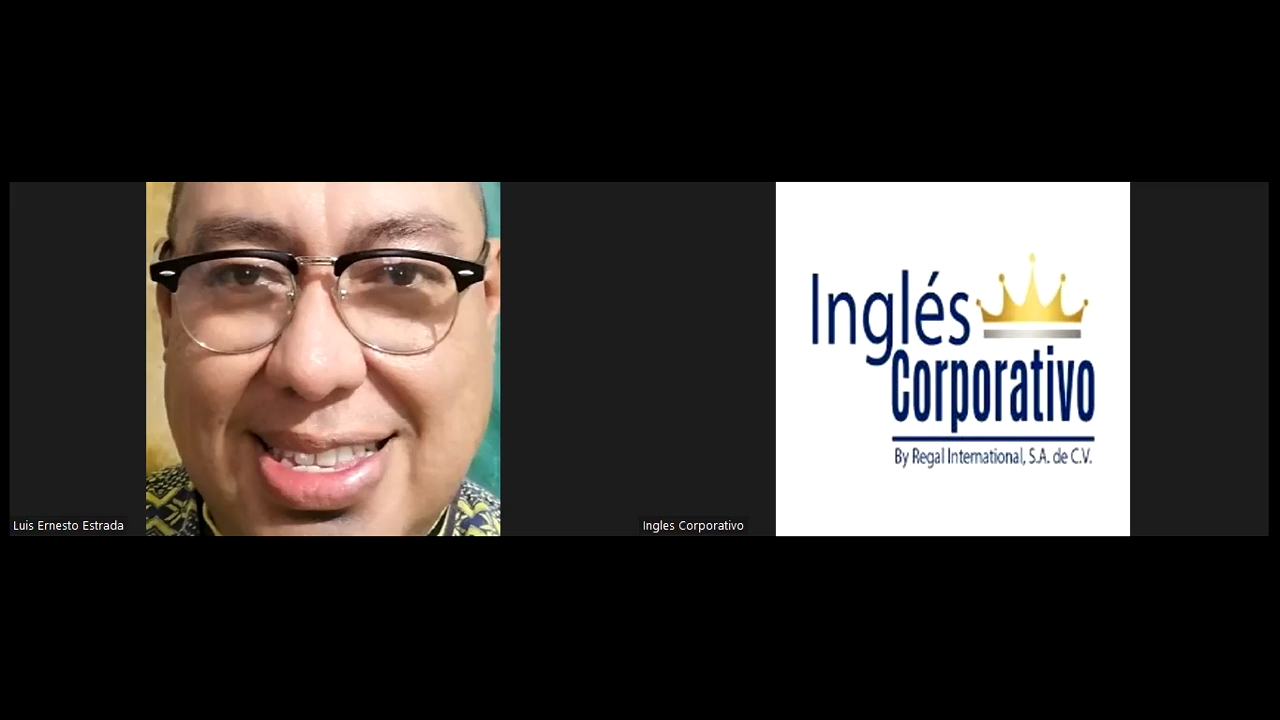 Luis Ernesto Estrada
Inglés
Corporativo
By Regal International, S.A. de C.V.
Ingles Corporativo